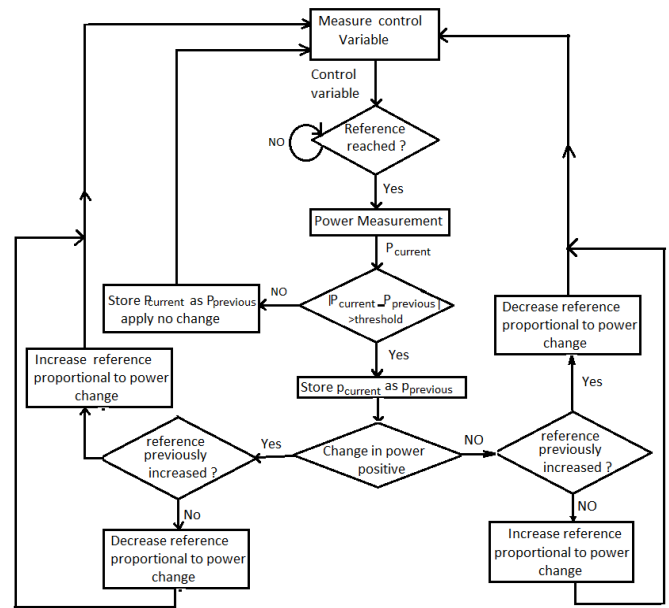 Measure control
Variable
Control
variable
Reference
reached ?
NO
Yes
Power Measurement
Pcurrent
|Pcurrent – Pprevious|
>threshold
NO
Store Pcurrent as Pprevious
apply no change
Yes
Store pcurrent as pprevious
Change in power
positive
Yes
reference
previously
increased ?
Increase reference
proportional to power
change
No
Decrease reference
proportional to power
change
NO
reference
previously
increased ?
Yes
Decrease reference
proportional to power
change
NO
Increase reference
proportional to power
change